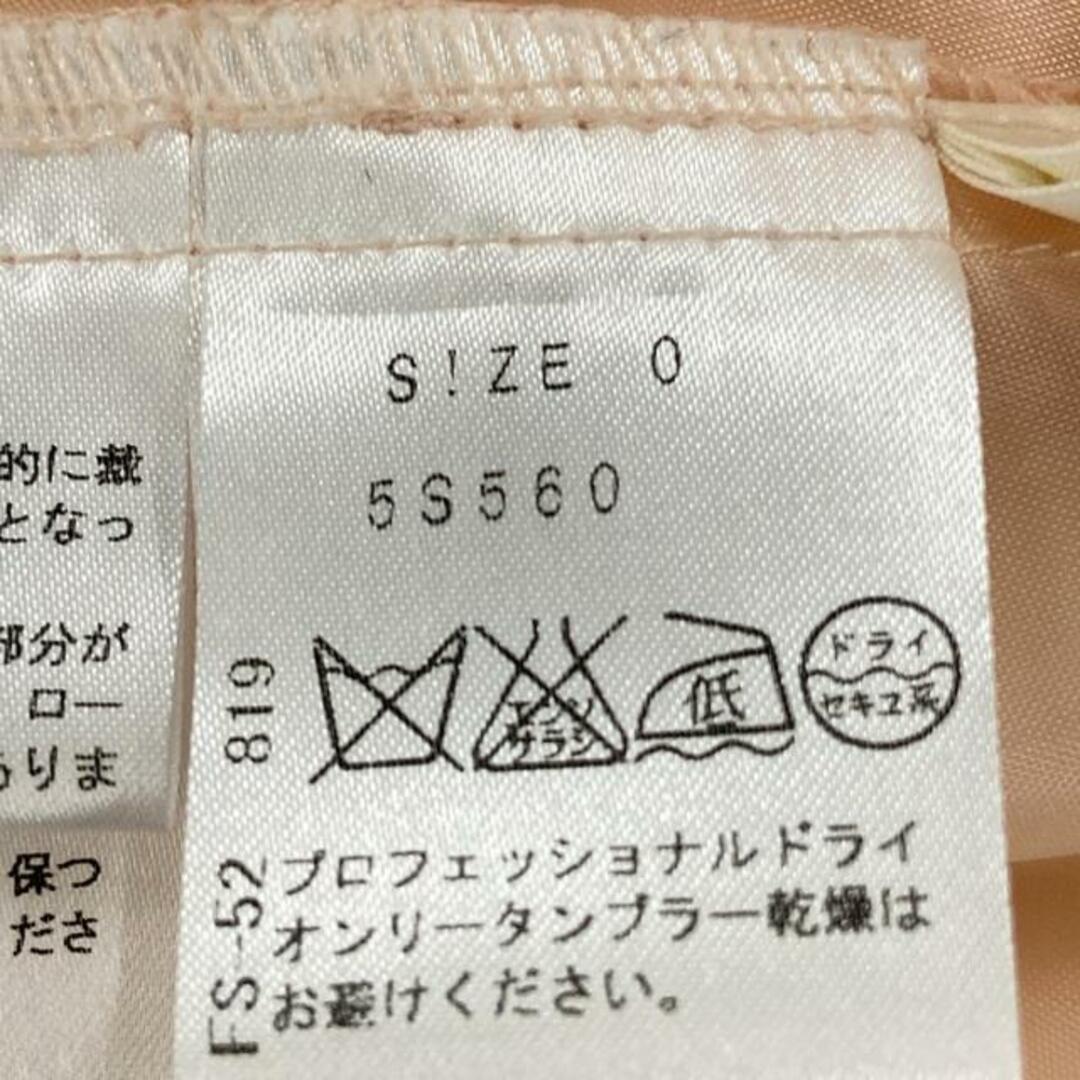 SIZE 0
5S560
ドライ
セキユ系
エンソ
サラシ
低
819
FS-52
プロフェッショナルドライ
オンリータンブラー乾燥は
お避けください。
的に裁
となっ
部分が
ロー
ありま
保つ
ださ